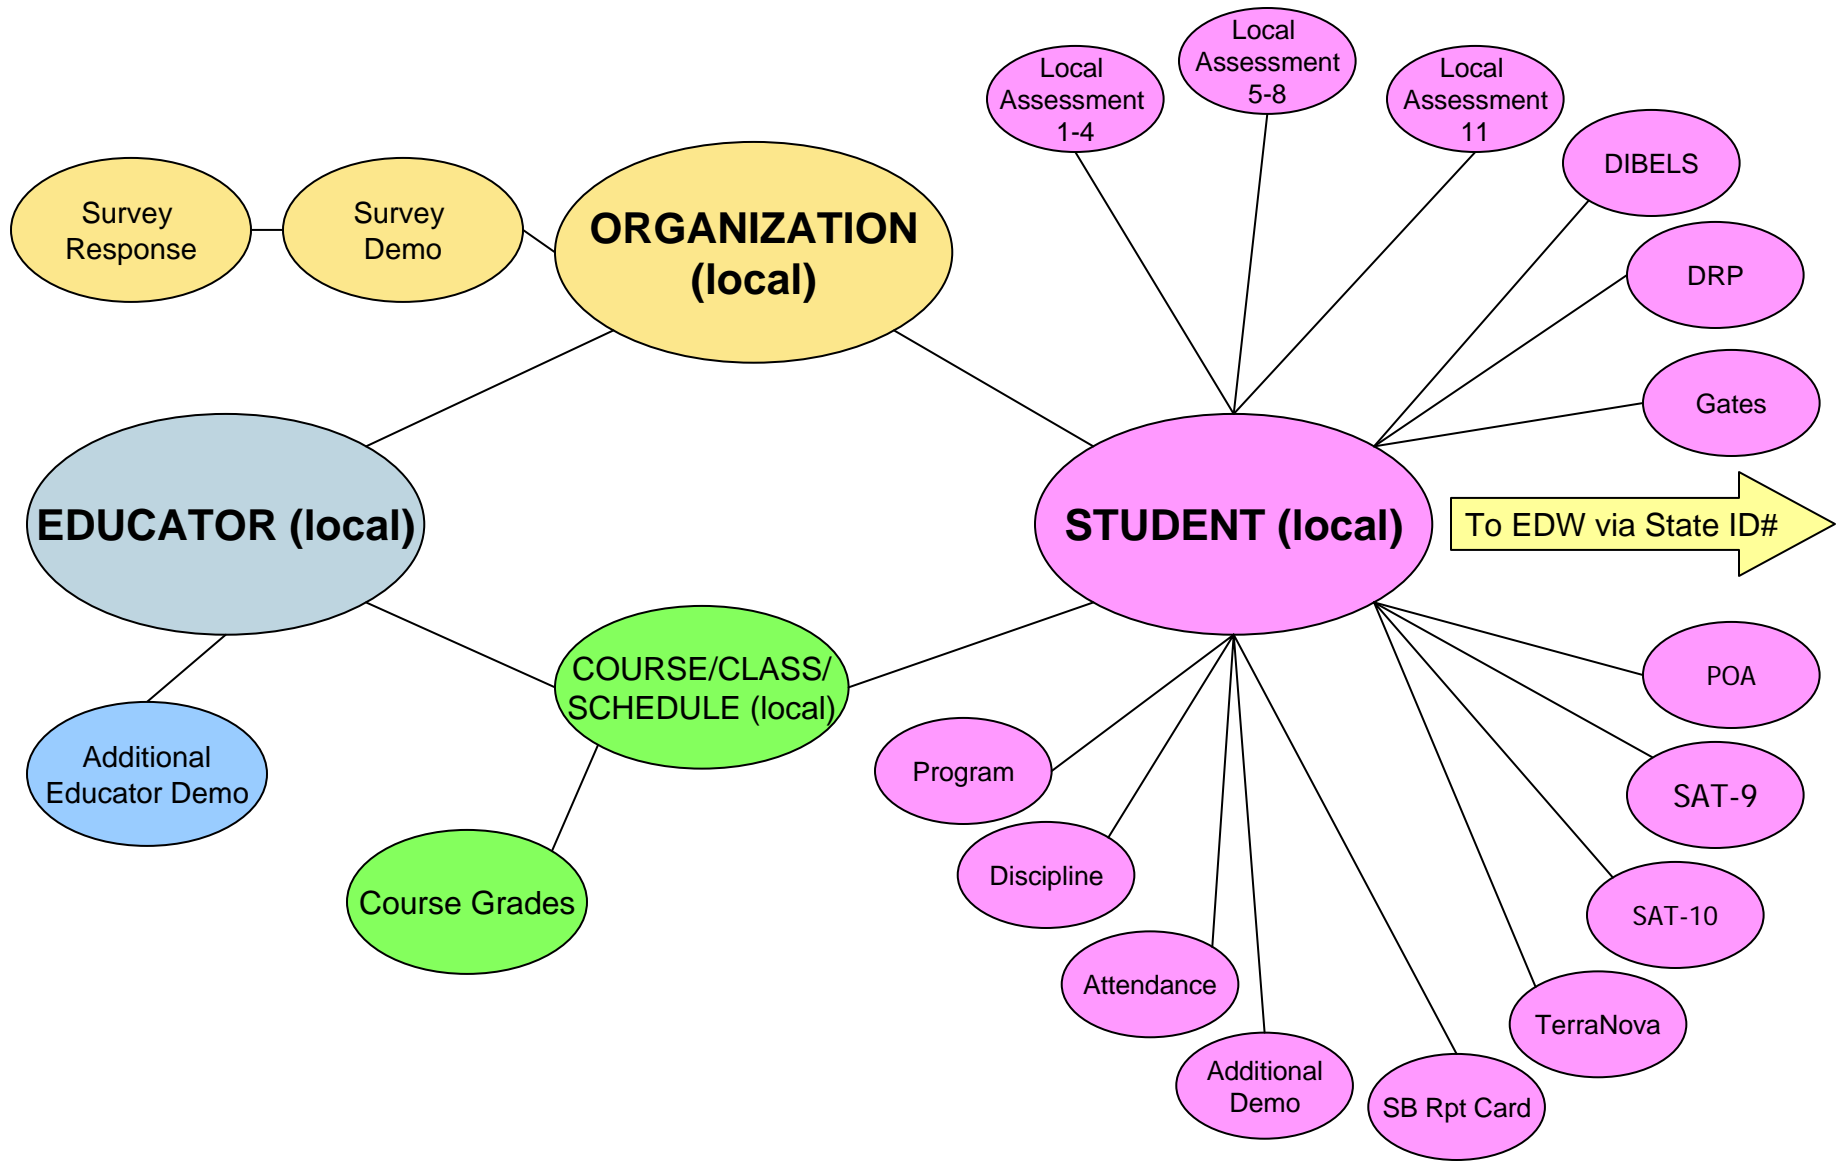 Local
Assessment
1-4
Local
Assessment
5-8
Local
Assessment
11
DIBELS
DRP
Gates
Survey
Response
Survey
Demo
ORGANIZATION
(local)
EDUCATOR (local)
STUDENT (local)
To EDW via State ID#
COURSE/CLASS/
SCHEDULE (local)
Additional
Educator Demo
Course Grades
Program
Discipline
Attendance
Additional
Demo
SB Rpt Card
TerraNova
SAT-10
SAT-9
POA